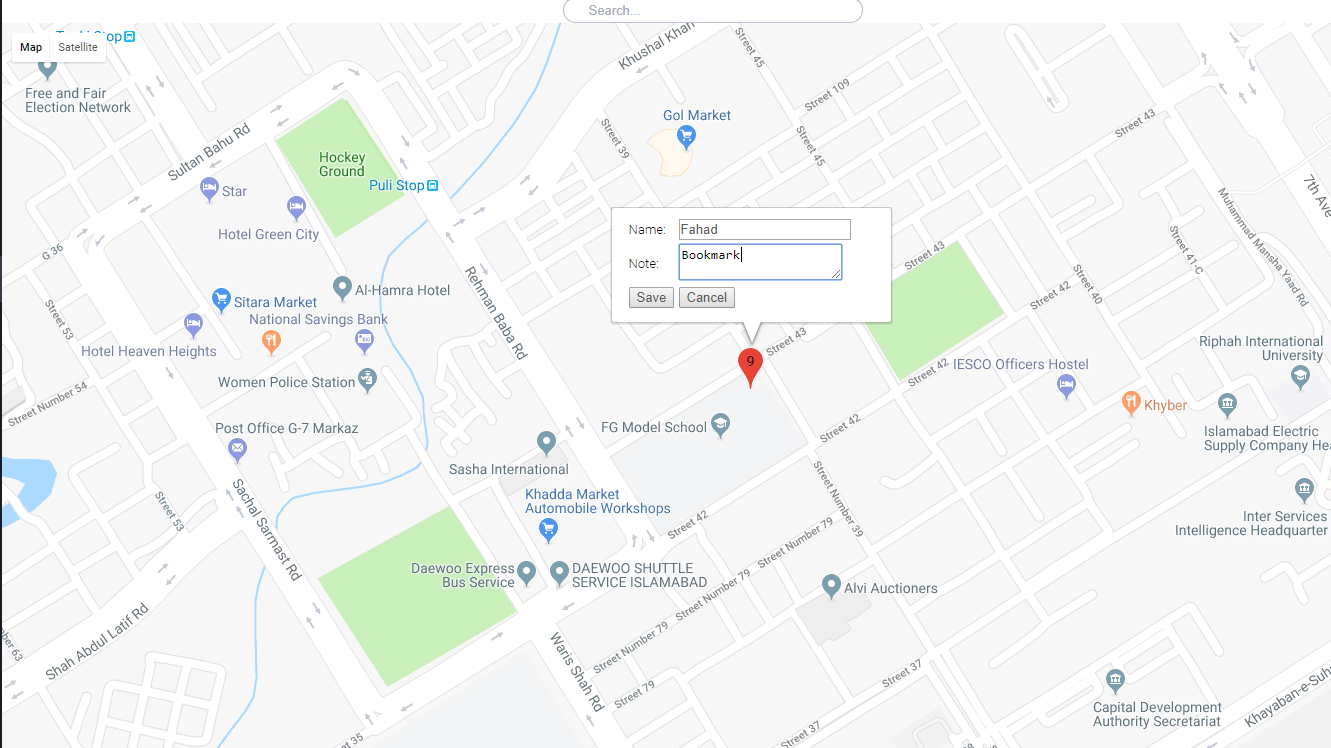 Search...
Map
Satellite
Stop
Free and Fair
Election Network
Sultan Bahu Rd
Khushal Khan
Street 45
Street 109
Gol Market
Street 39
Street 45
Street 43
7th Ave
Hockey
Ground
Puli Stop
Star
Hotel Green City
G 36
Muhammad Mansha Yaad Rd
Name:
Fahad
Note:
Bookmark
Save
Cancel
Street 43
Street 41-C
Street 40
Street 42
Al-Hamra Hotel
Sitara Market
National Savings Bank
Rehman Baba Rd
Street 53
Hotel Heaven Heights
9
Street 43
Riphah International
University
Women Police Station
IESCO Officers Hostel
Street 42
Street Number 54
Khyber
Post Office G-7 Markaz
FG Model School
Street 42
Islamabad Electric
Supply Company Hea
Sasha International
Street Number 39
Khadda Market
Automobile Workshops
Street 53
Sachal Sarmast Rd
Street 42
Street Number 79
Inter Services
Intelligence Headquarter
Daewoo Express
Bus Service
DAEWOO SHUTTLE
SERVICE ISLAMABAD
Street Number 79
Alvi Auctioners
Shah Abdul Latif Rd
mber 63
Street Number 79
Waris Shah Rd
Street 37
Street 79
Capital Development
Authority Secretariat
Khayaban-e-Suh
Street 37
Street 35